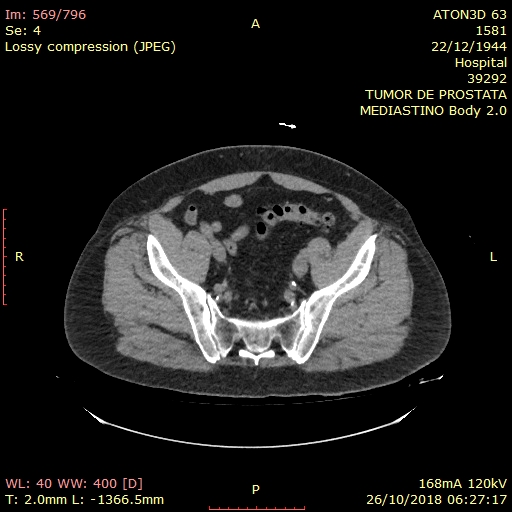 Im: 569/796
Se: 4
Lossy compression (JPEG)
A
ATON3D 63
1581
22/12/1944
Hospital
39292
TUMOR DE PROSTATA
MEDIASTINO Body 2.0
R
L
WL: 40 WW: 400 [D]
T: 2.0mm L: -1366.5mm
P
168mA 120kV
26/10/2018 06:27:17